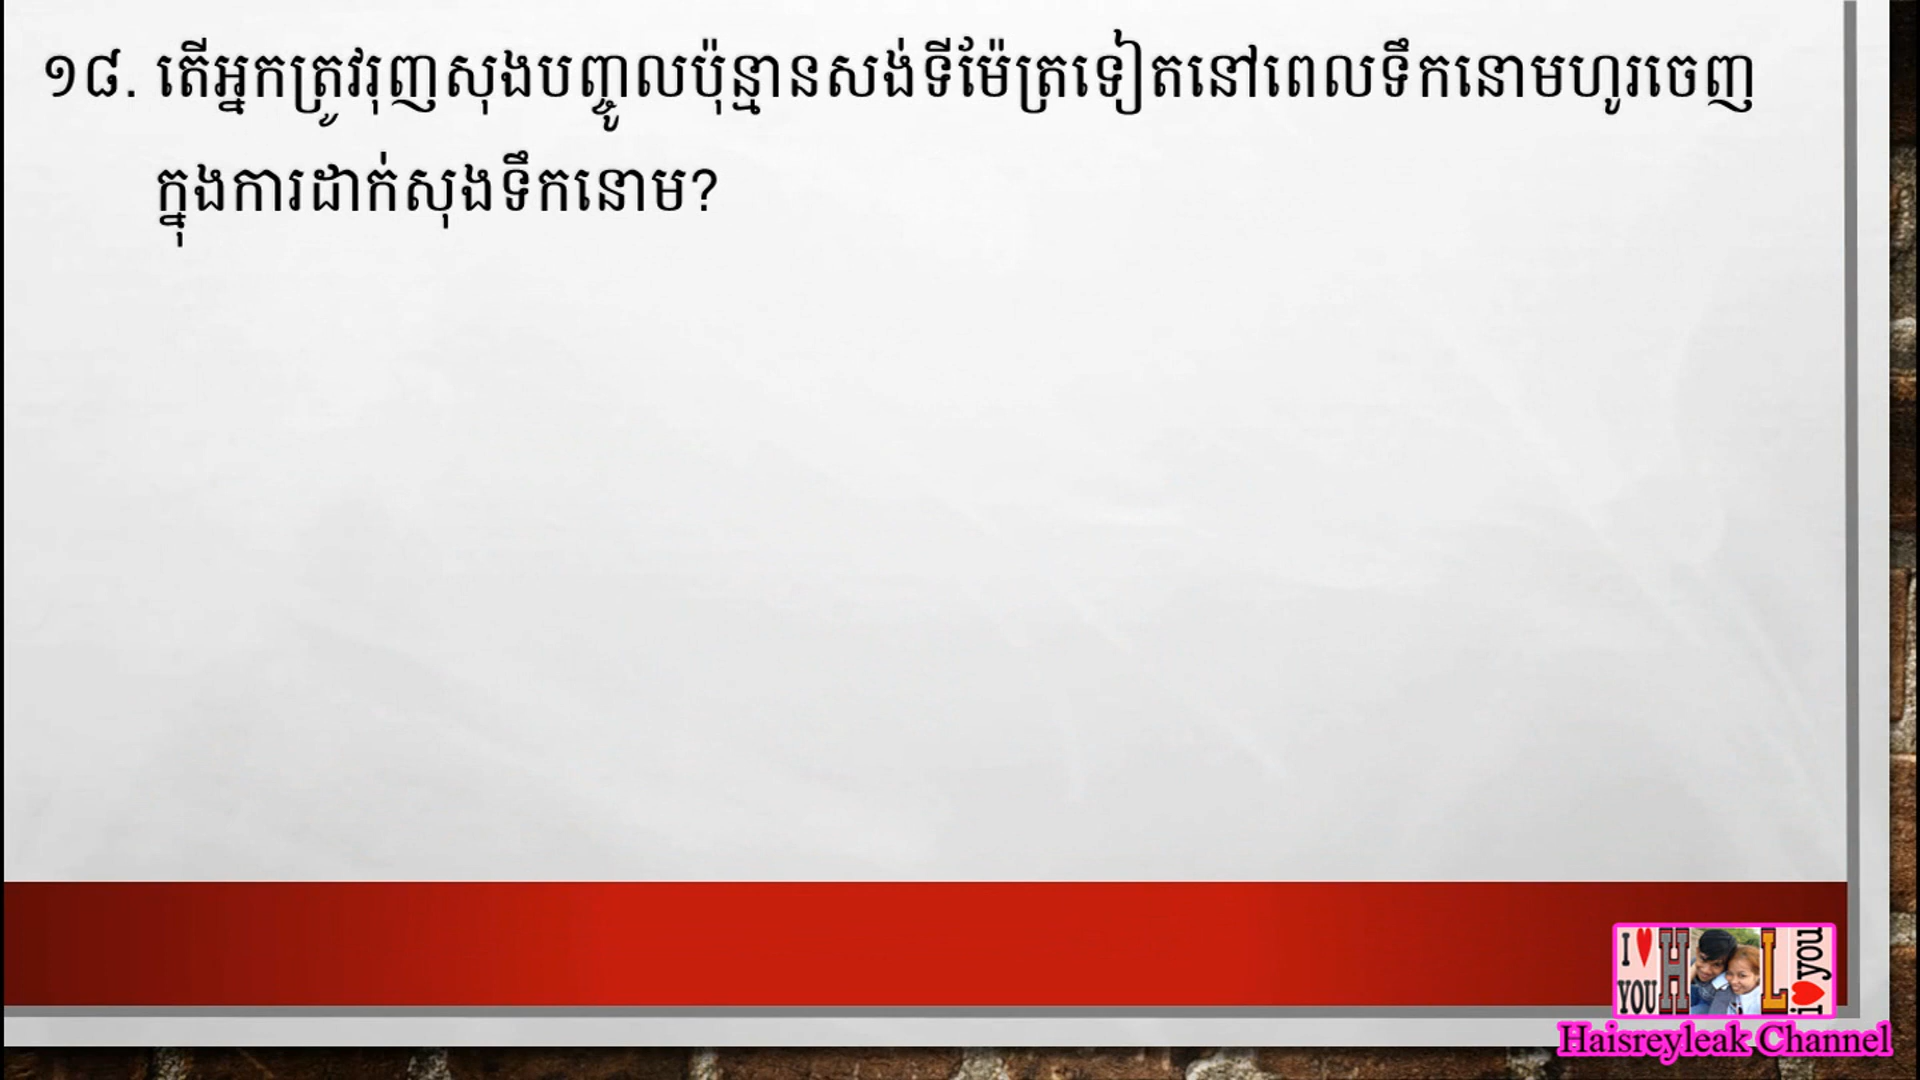 ១៨. តើអ្នកត្រូវរុញសុងបញ្ចូលប៉ុន្មានសង់ទីម៉ែត្រទៀតនៅពេលទឹកនោមហូរចេញ
ក្នុងការដាក់សុងទឹកនោម?
I ♥ YOU H L i ♥ you
Haisreyleak Channel